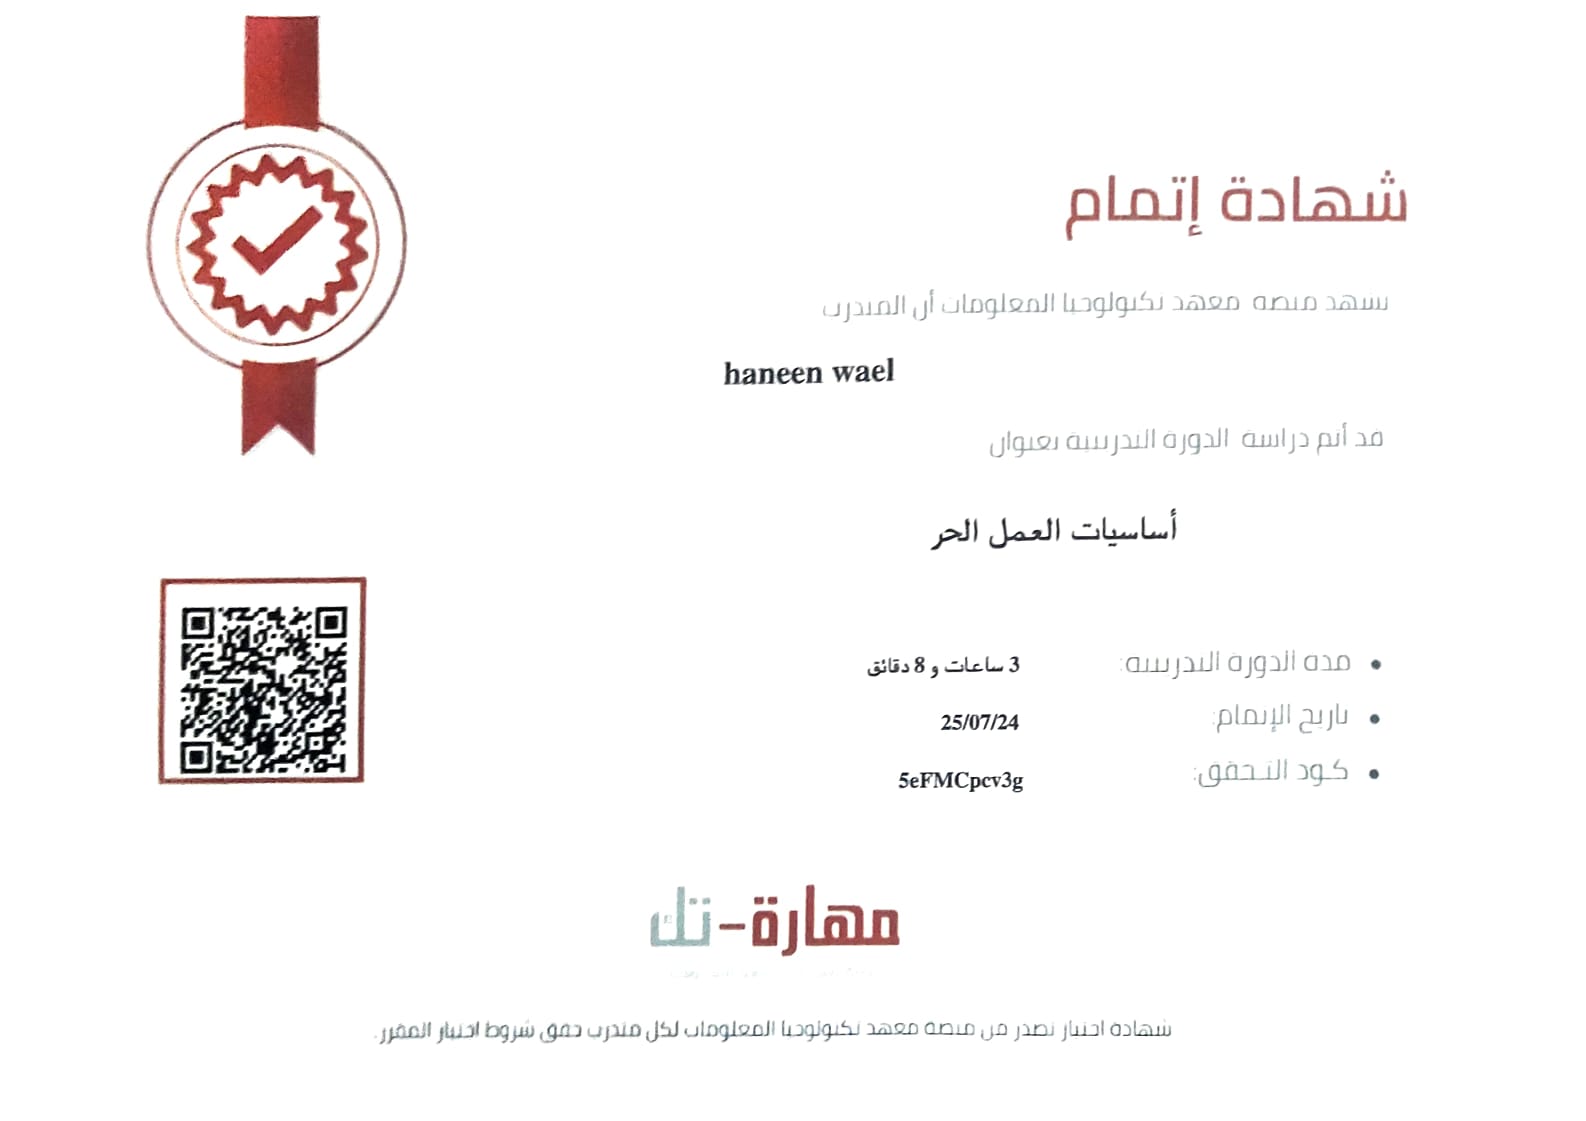 شهادة إتمام
تشهد منصة معهد تكنولوجيا المعلومات أن المتدرب
haneen wael
قد أتم دراسة الدورة التدريبية بعنوان
أساسيات العمل الحر
مدة الدورة التدريبية: 3 ساعات و 8 دقائق
تاريخ الإتمام: 25/07/24
كود التحقق: 5eFMCpcv3g
مهارة-تك
شهادة اجتياز تصدر من منصة معهد تكنولوجيا المعلومات لكل متدرب حقق شروط اجتياز المقرر.